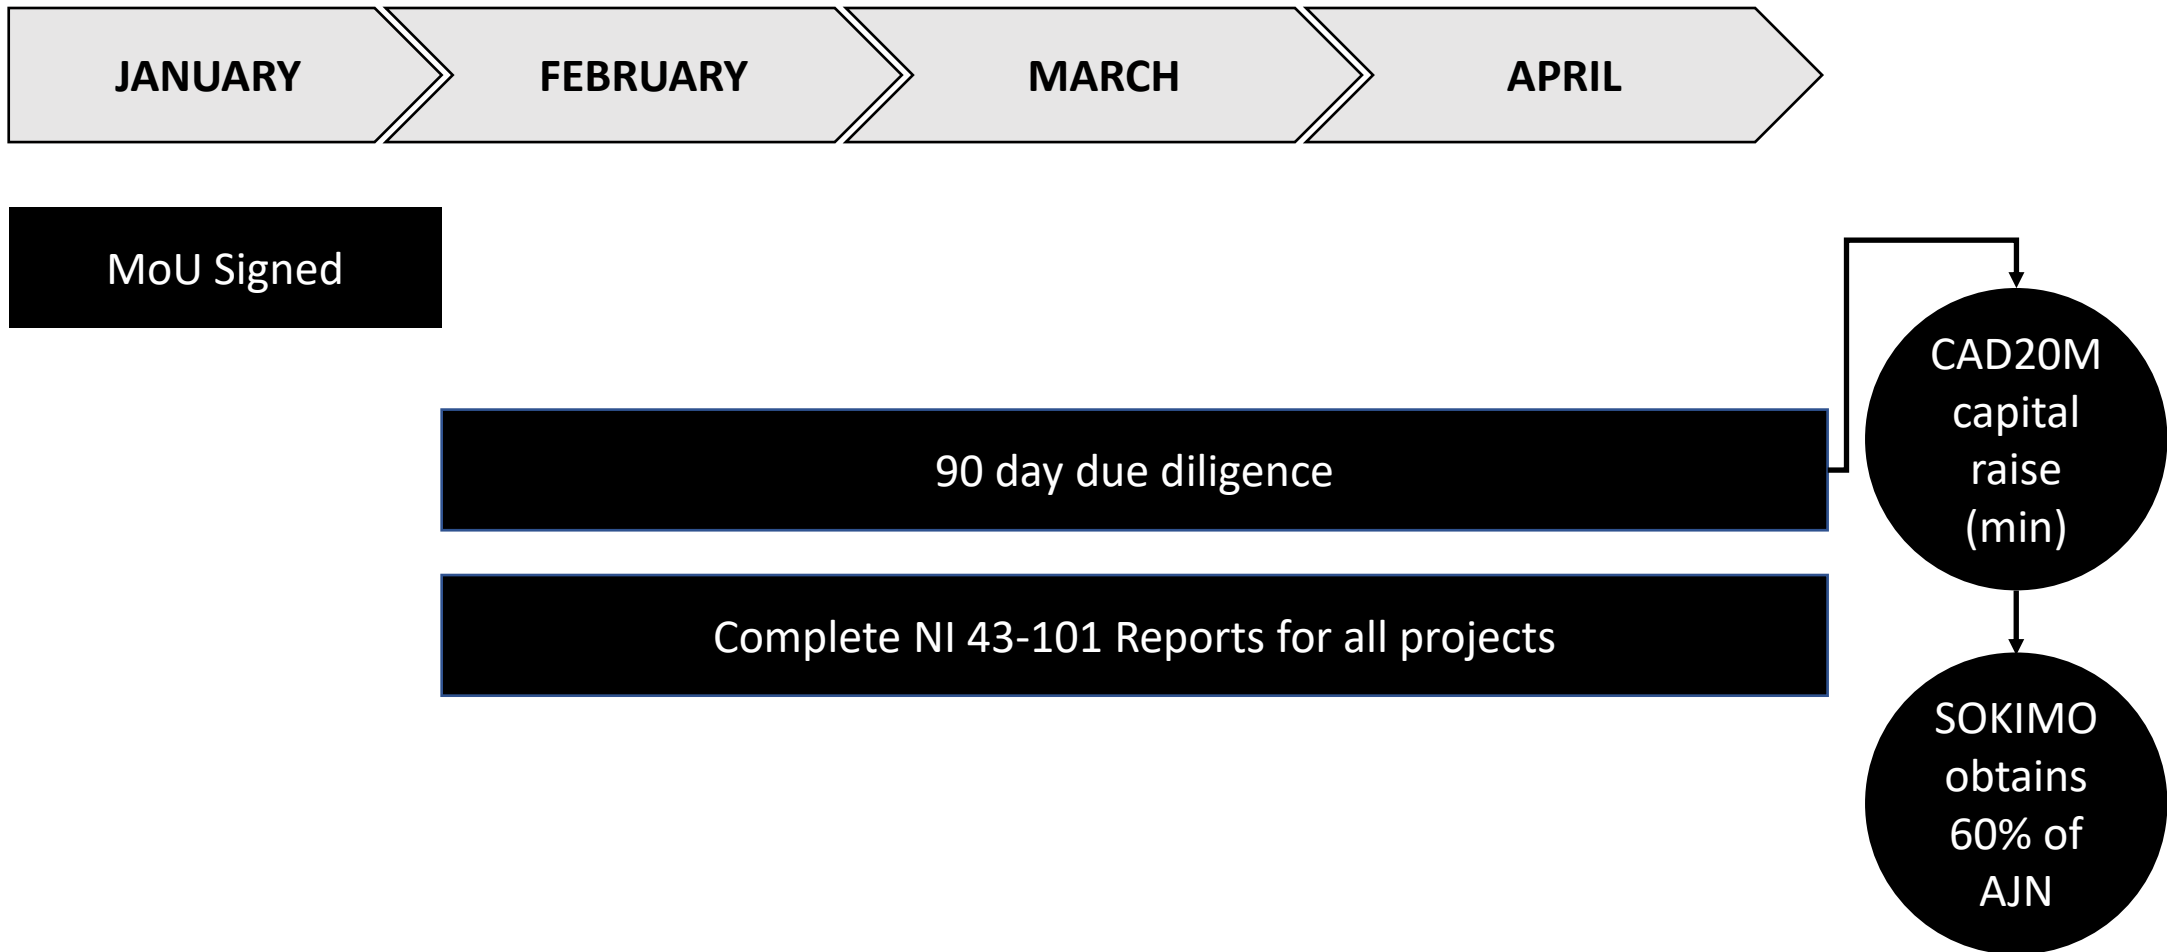 JANUARY
FEBRUARY
MARCH
APRIL
MoU Signed
90 day due diligence
Complete NI 43-101 Reports for all projects
CAD20M
capital
raise
(min)
SOKIMO
obtains
60% of
AJN